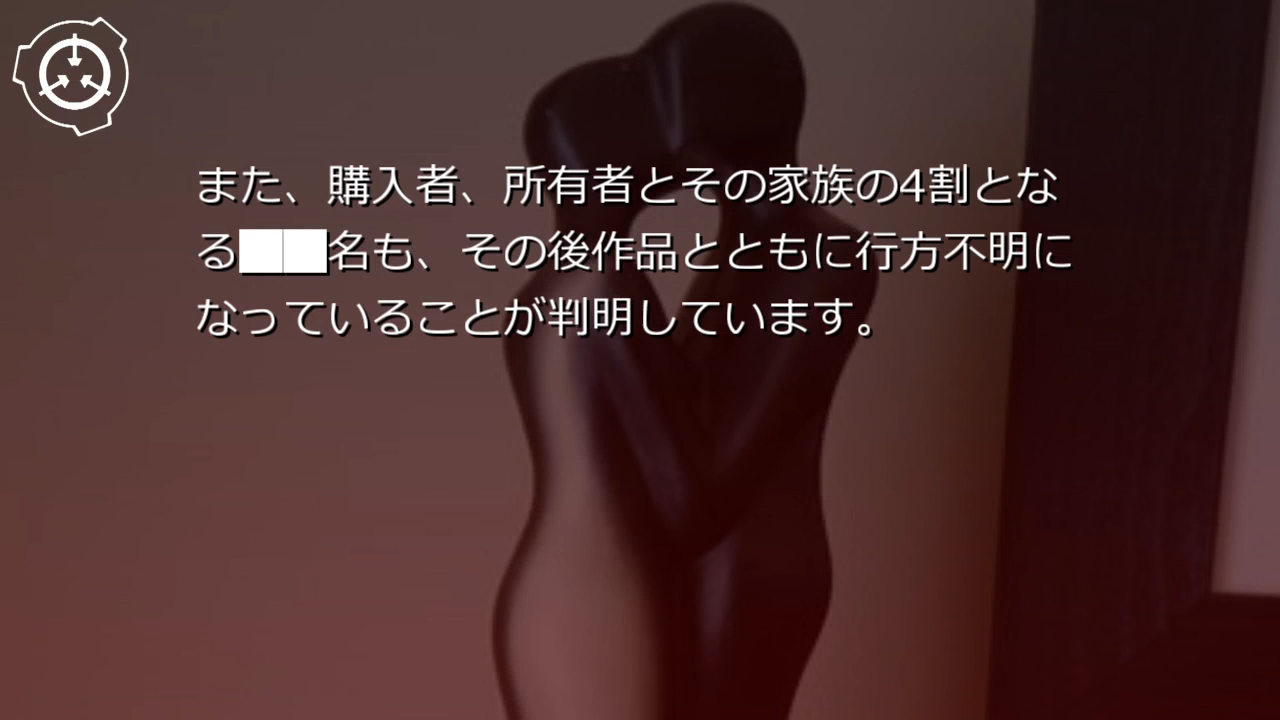 また、購入者、所有者とその家族の4割とな
る██名も、その後作品とともに行方不明に
なっていることが判明しています。